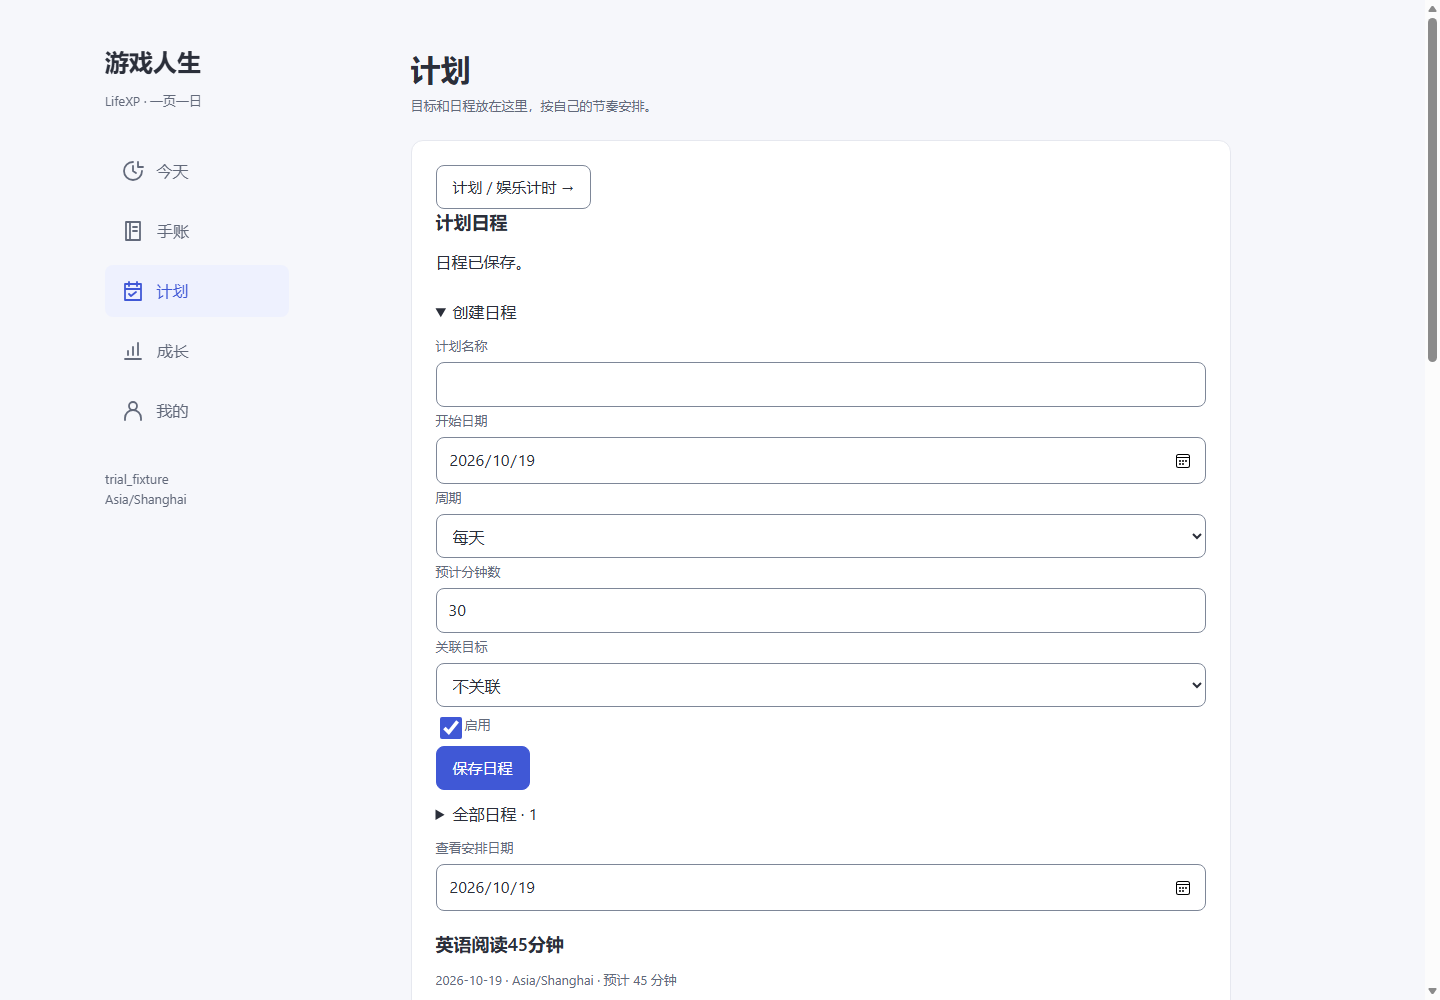 游戏人生
LifeXP · 一页一日
今天
手账
计划
成长
我的
trial_fixture
Asia/Shanghai
计划
目标和日程放在这里，按自己的节奏安排。
计划 / 娱乐计时 →
计划日程
日程已保存。
▼ 创建日程
计划名称
开始日期
2026/10/19
周期
每天
预计分钟数
30
关联目标
不关联
启用
保存日程
▶ 全部日程 · 1
查看安排日期
2026/10/19
英语阅读45分钟
2026-10-19 · Asia/Shanghai · 预计 45 分钟